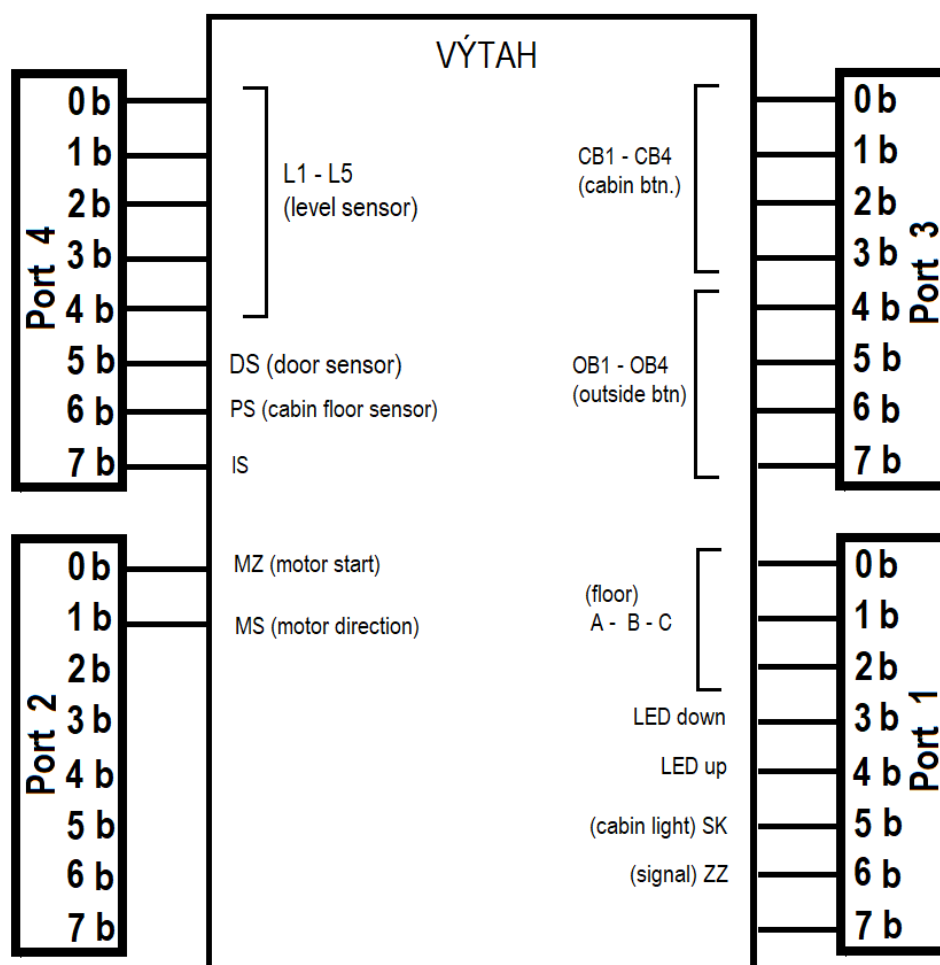 VÝTAH
Port 4
0 b
1 b
2 b
3 b
4 b
5 b
6 b
7 b
L1 - L5
(level sensor)
DS (door sensor)
PS (cabin floor sensor)
IS
CB1 - CB4
(cabin btn.)
OB1 - OB4
(outside btn)
Port 3
0 b
1 b
2 b
3 b
4 b
5 b
6 b
7 b
Port 2
0 b
1 b
2 b
3 b
4 b
5 b
6 b
7 b
MZ (motor start)
MS (motor direction)
(floor)
A - B - C
LED down
LED up
(cabin light) SK
(signal) ZZ
Port 1
0 b
1 b
2 b
3 b
4 b
5 b
6 b
7 b